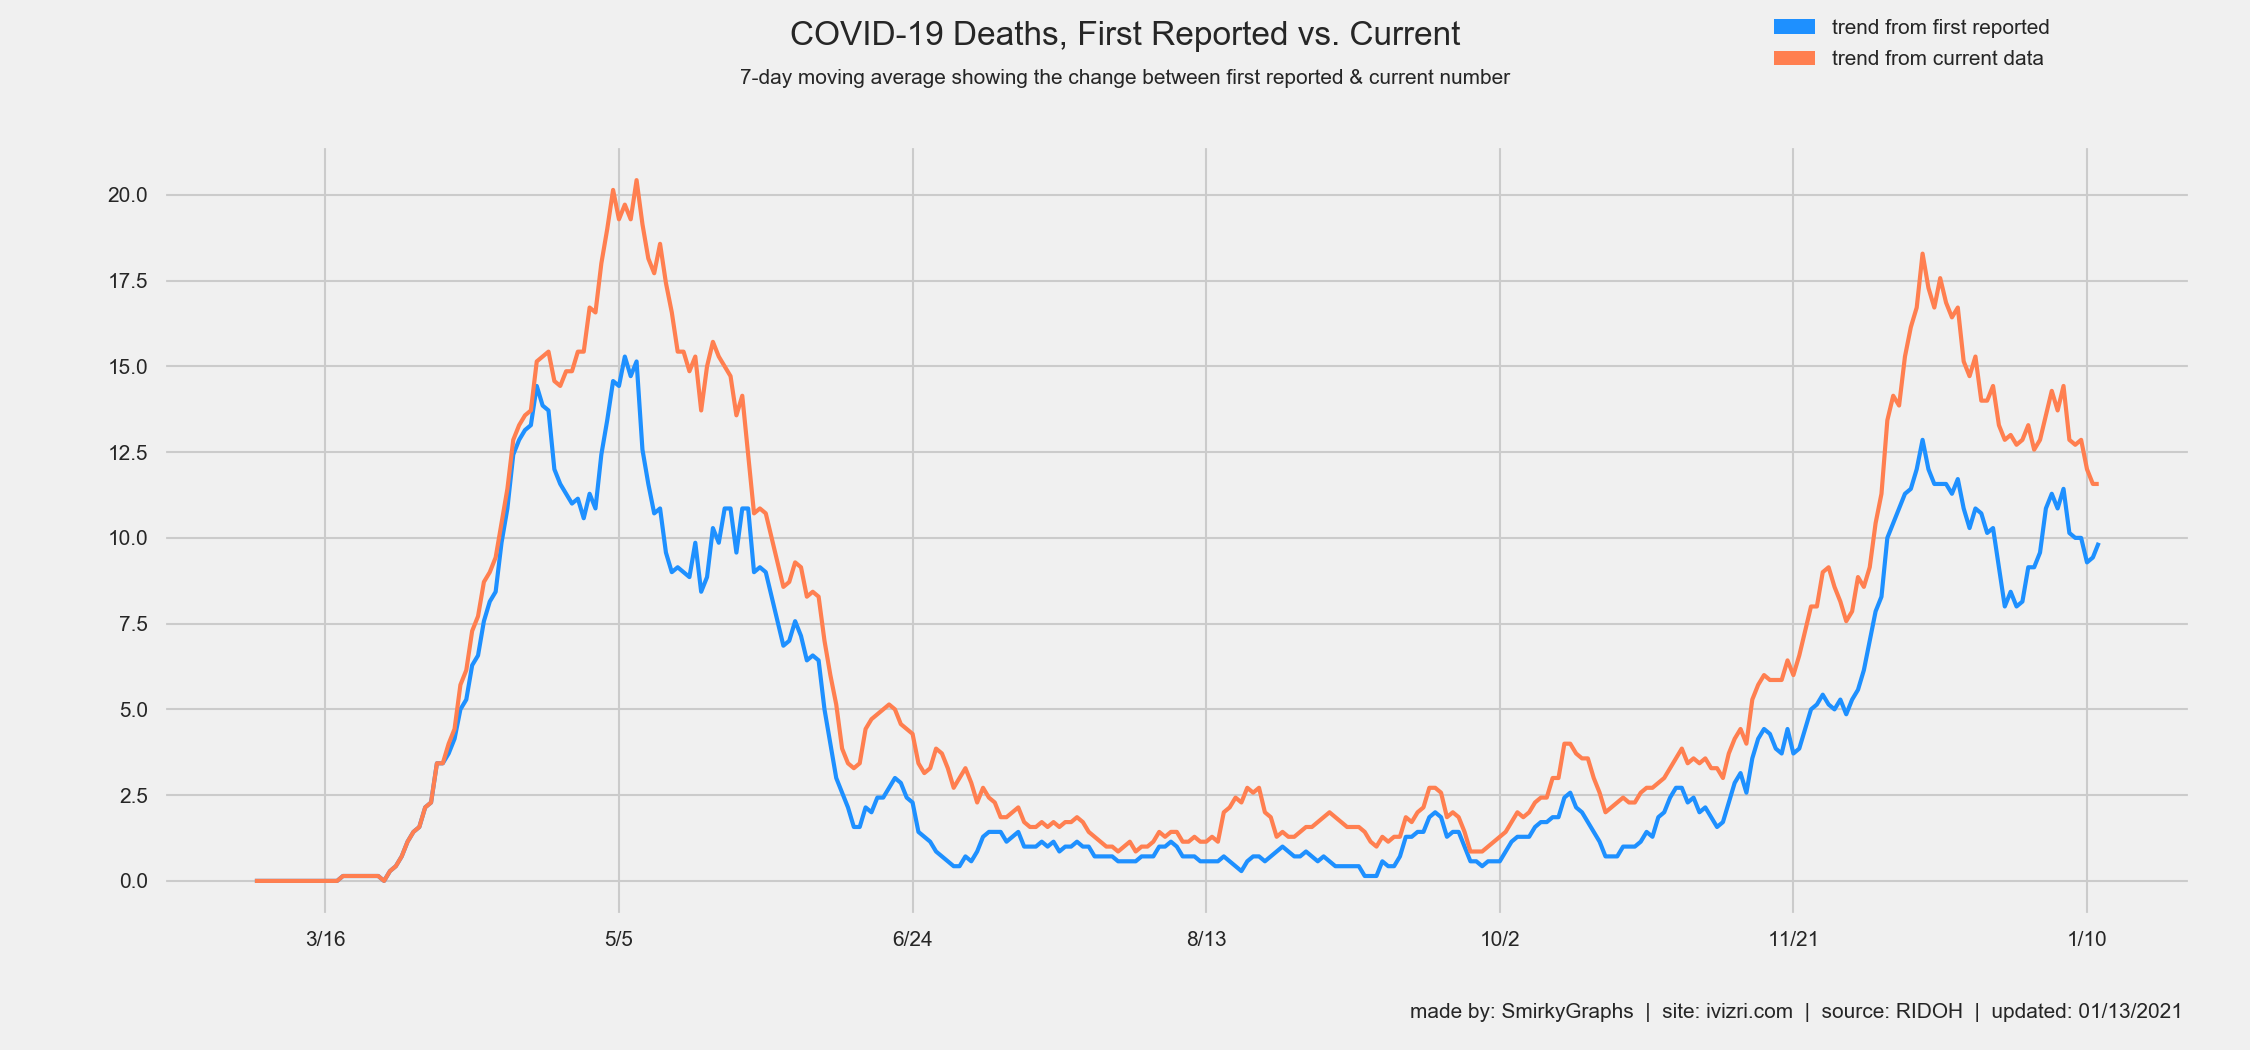 COVID-19 Deaths, First Reported vs. Current
7-day moving average showing the change between first reported & current number
trend from first reported
trend from current data
20.0
17.5
15.0
12.5
10.0
7.5
5.0
2.5
0.0
3/16 5/5 6/24 8/13 10/2 11/21 1/10
made by: SmirkyGraphs | site: ivizri.com | source: RIDOH | updated: 01/13/2021